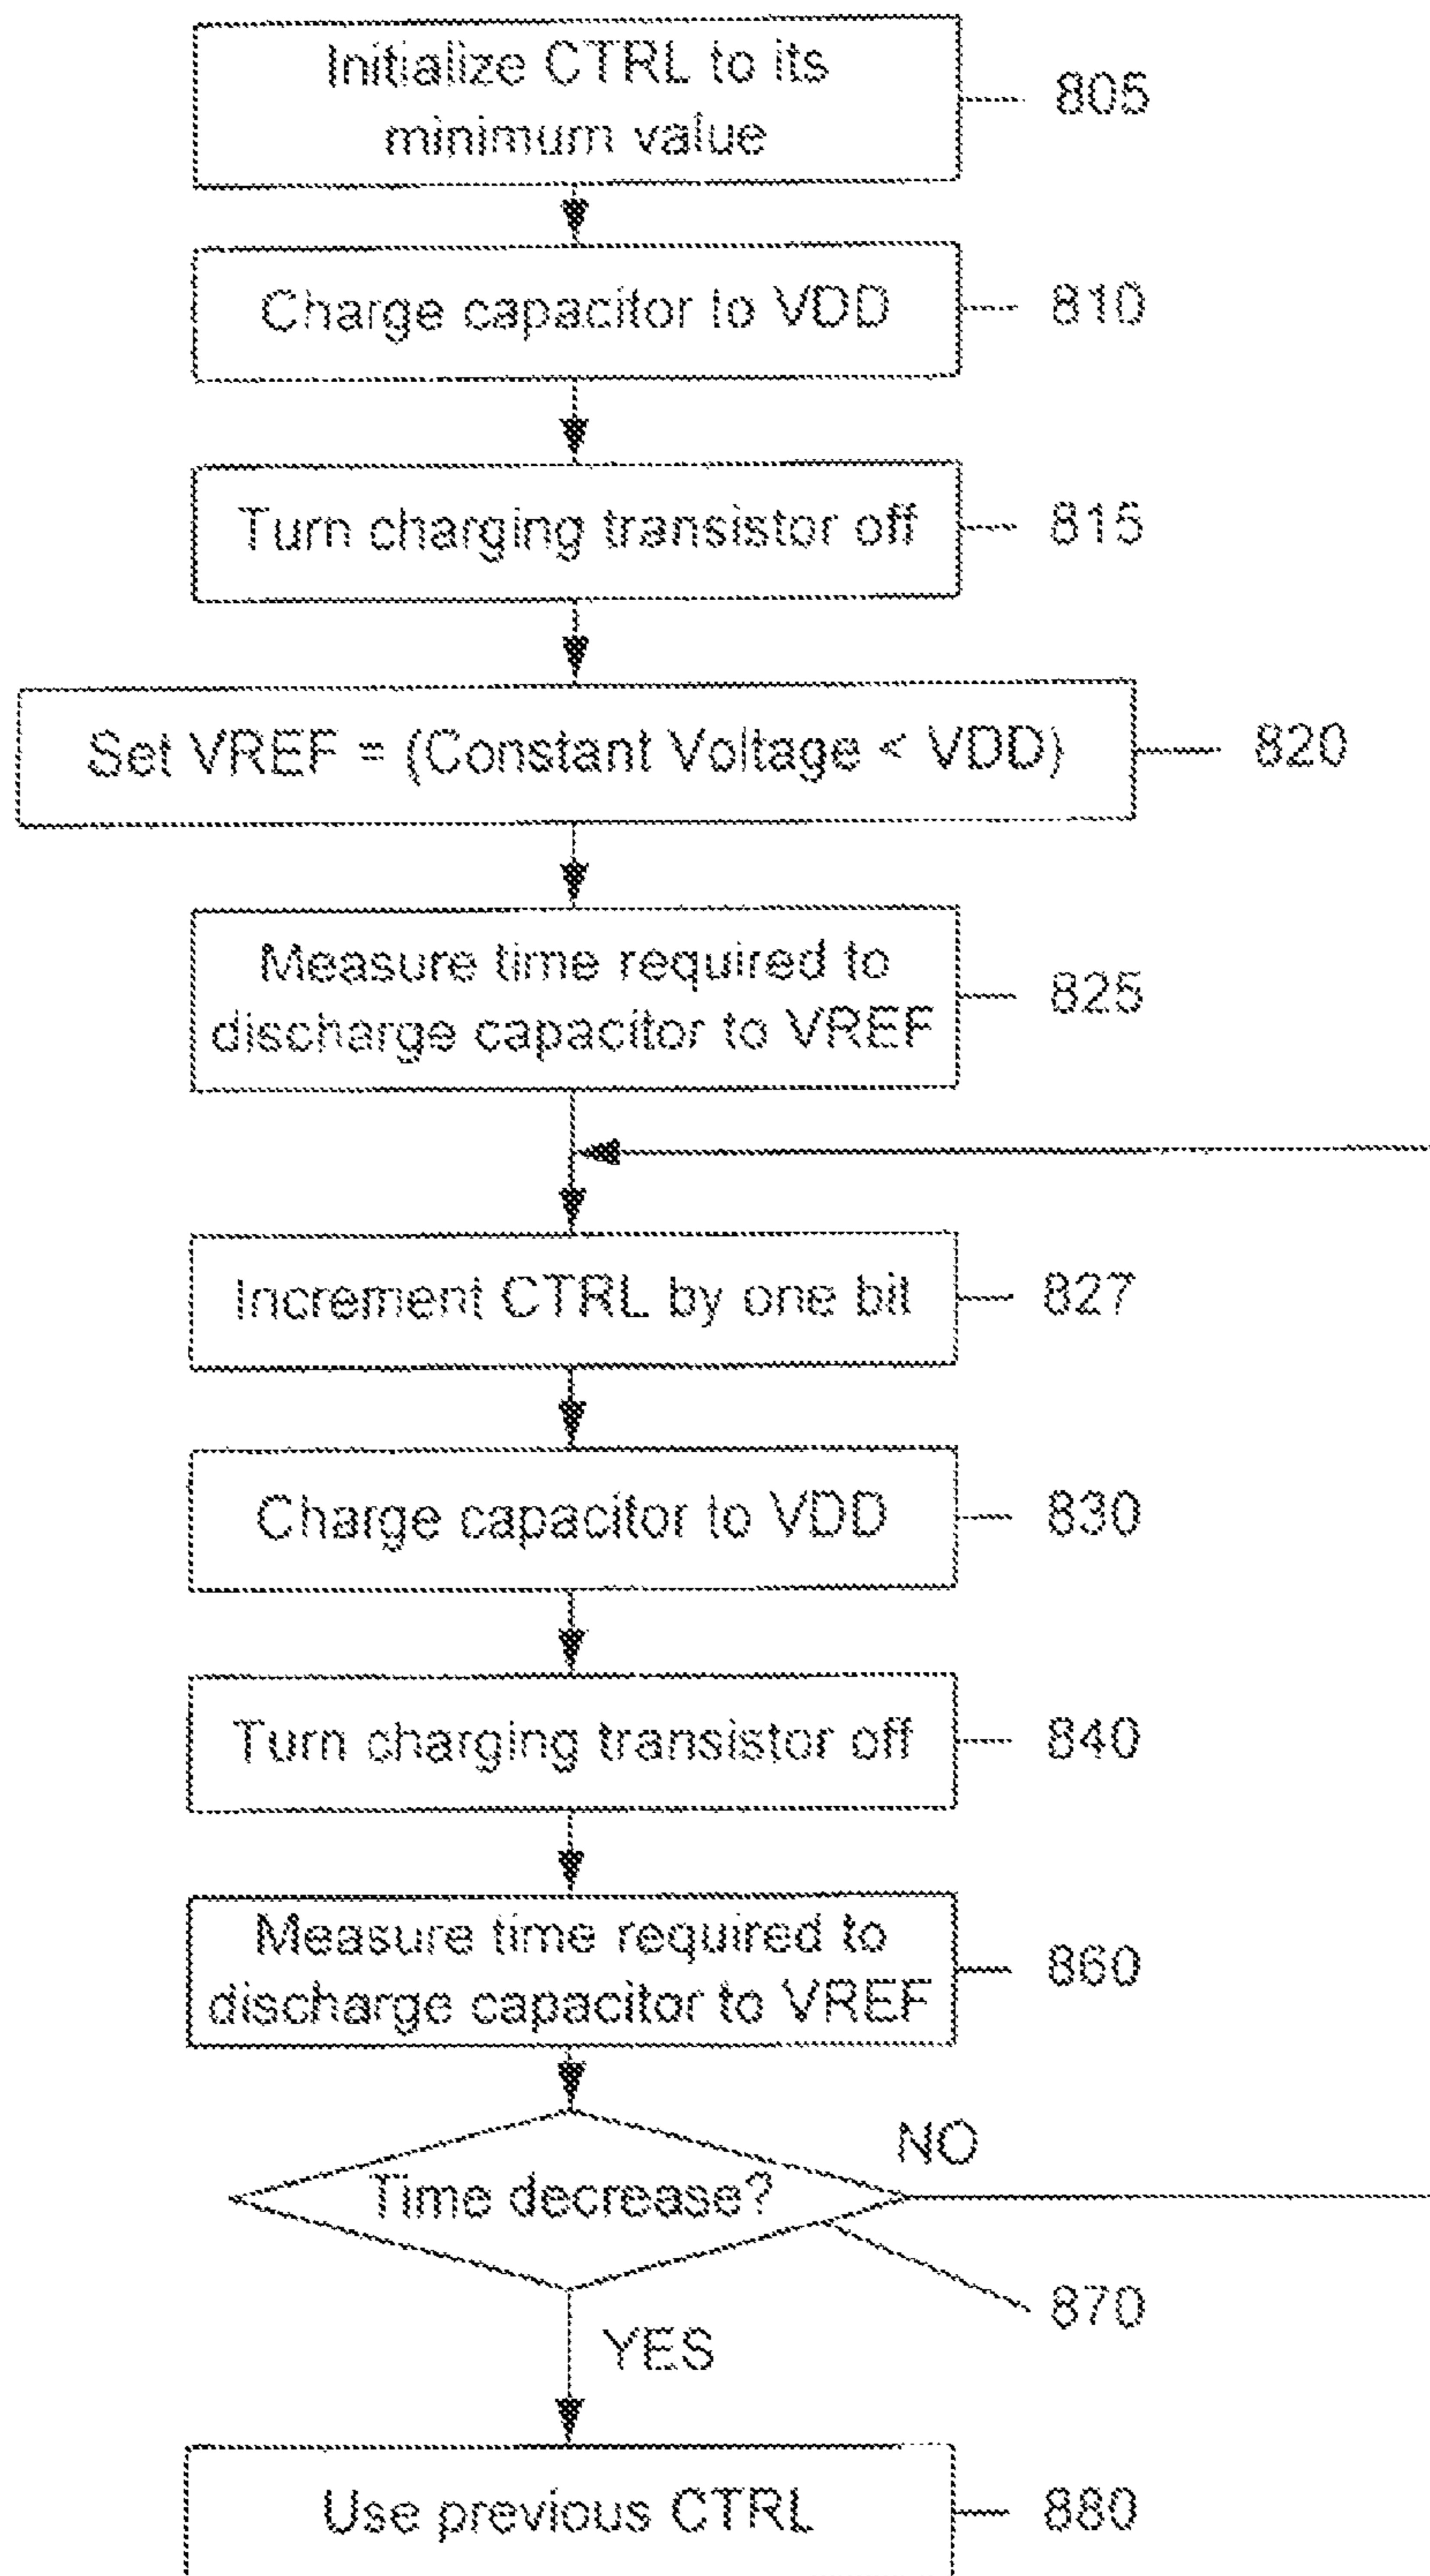 Initialize CTRL to its
minimum value
805
Charge capacitor to VDD
810
Turn charging transistor off
815
Set VREF = (Constant Voltage < VDD)
820
Measure time required to
discharge capacitor to VREF
825
Increment CTRL by one bit
827
Charge capacitor to VDD
830
Turn charging transistor off
840
Measure time required to
discharge capacitor to VREF
860
Time decrease?
NO
870
YES
Use previous CTRL
880